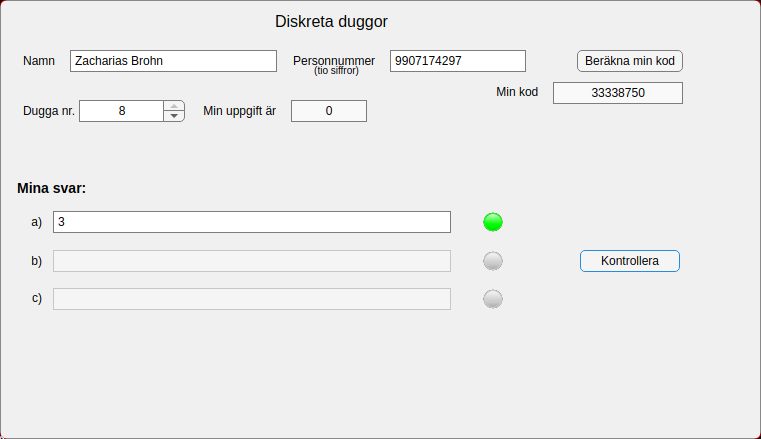 Diskreta duggor
Namn Zacharias Brohn Personnummer 9907174297 Beräkna min kod
(tio siffror)
Min kod 33338750
Dugga nr. 8 Min uppgift är 0
Mina svar:
a) 3
b) Kontrollera
c)